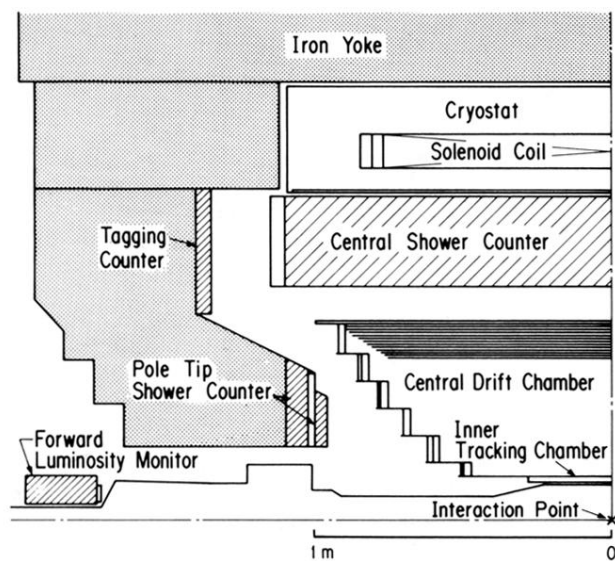 Iron Yoke
Cryostat
Solenoid Coil
Tagging
Counter
Central Shower Counter
Pole Tip
Shower Counter
Central Drift Chamber
Forward
Luminosity Monitor
Inner
Tracking Chamber
Interaction Point
1 m
0